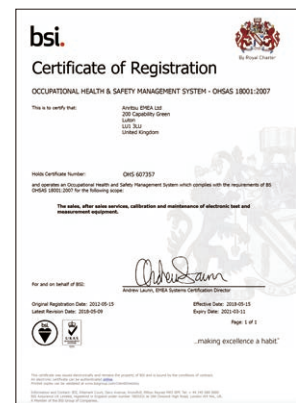 bsi.
By Royal Charter
Certificate of Registration
OCCUPATIONAL HEALTH & SAFETY MANAGEMENT SYSTEM - OHSAS 18001:2007
This is to certify that:
Anritsu EMEA Ltd
200 Capability Green
Luton
LU1 3LU
United Kingdom
Holds Certificate Number:
OHS 607357
and operates an Occupational Health and Safety Management System which complies with the requirements of BS
OHSAS 18001:2007 for the following scope:
The sales, after sales services, calibration and maintenance of electronic test and
measurement equipment.
For and on behalf of BSI:
Andrew Launn, EMEA Systems Certification Director
Original Registration Date: 2012-05-15
Effective Date: 2018-05-15
Latest Revision Date: 2018-05-09
Expiry Date: 2021-03-11
Page: 1 of 1
...making excellence a habit.™